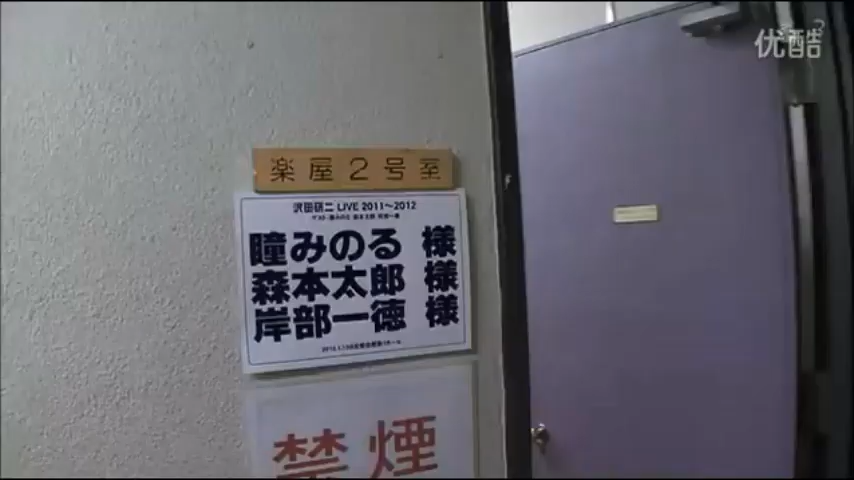 优酷
楽屋2号室
沢田研二 LIVE 2011～2012
瞳みのる 様
森本太郎 様
岸部一徳 様
禁煙